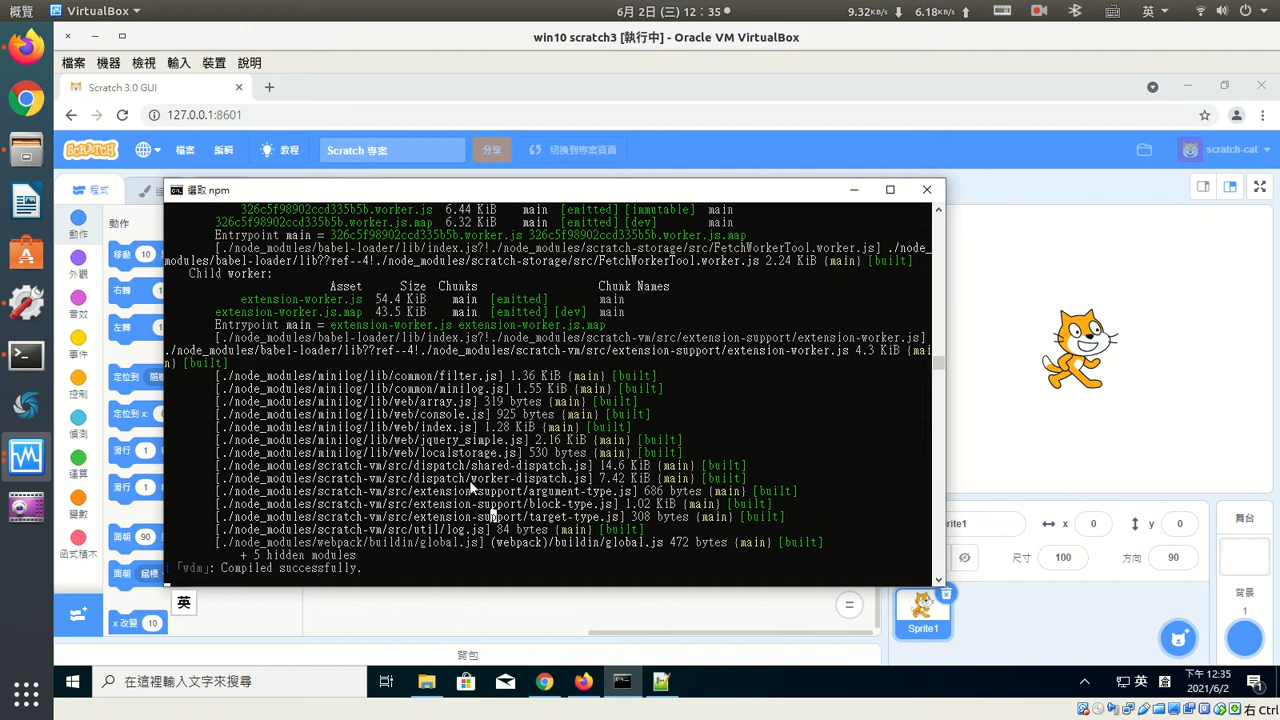 概覽 VirtualBox 6月 2日 (三) 12：35 9.32KB/s 6.18KB/s 英
win10 scratch3 [執行中] - Oracle VM VirtualBox
檔案 機器 檢視 輸入 裝置 說明
Scratch 3.0 GUI
127.0.0.1:8601
SCRATCH 檔案 編輯 教程 Scratch 專案 分享 切換到專案頁面 scratch-cat
程式
選取 npm
動作
外觀
音效
事件
控制
偵測
運算
變數
函式積木
動作
移動 10
右轉
左轉
定位到
定位到 x:
滑行 1
滑行 1
面朝 90
面朝
x 改變 10
326c5f98902ccd335b5b.worker.js 6.44 KiB main [emitted] [immutable] main
326c5f98902ccd335b5b.worker.js.map 6.32 KiB main [emitted] [dev] main
Entrypoint main = 326c5f98902ccd335b5b.worker.js 326c5f98902ccd335b5b.worker.js.map
[./node_modules/babel-loader/lib/index.js?!./node_modules/scratch-storage/src/FetchWorkerTool.worker.js] ./node_
modules/babel-loader/lib??ref--4!./node_modules/scratch-storage/src/FetchWorkerTool.worker.js 2.24 KiB {main} [built]
Child worker:
Asset Size Chunks Chunk Names
extension-worker.js 54.4 KiB main [emitted] main
extension-worker.js.map 43.5 KiB main [emitted] [dev] main
Entrypoint main = extension-worker.js extension-worker.js.map
[./node_modules/babel-loader/lib/index.js?!./node_modules/scratch-vm/src/extension-support/extension-worker.js]
./node_modules/babel-loader/lib??ref--4!./node_modules/scratch-vm/src/extension-support/extension-worker.js 4.3 KiB {mai
n} [built]
[./node_modules/minilog/lib/common/filter.js] 1.36 KiB {main} [built]
[./node_modules/minilog/lib/common/minilog.js] 1.55 KiB {main} [built]
[./node_modules/minilog/lib/web/array.js] 319 bytes {main} [built]
[./node_modules/minilog/lib/web/console.js] 925 bytes {main} [built]
[./node_modules/minilog/lib/web/index.js] 1.28 KiB {main} [built]
[./node_modules/minilog/lib/web/jquery_simple.js] 2.16 KiB {main} [built]
[./node_modules/minilog/lib/web/localstorage.js] 530 bytes {main} [built]
[./node_modules/scratch-vm/src/dispatch/shared-dispatch.js] 14.6 KiB {main} [built]
[./node_modules/scratch-vm/src/dispatch/worker-dispatch.js] 7.42 KiB {main} [built]
[./node_modules/scratch-vm/src/extension-support/argument-type.js] 686 bytes {main} [built]
[./node_modules/scratch-vm/src/extension-support/block-type.js] 1.02 KiB {main} [built]
[./node_modules/scratch-vm/src/extension-support/target-type.js] 308 bytes {main} [built]
[./node_modules/scratch-vm/src/util/log.js] 84 bytes {main} [built]
[./node_modules/webpack/buildin/global.js] (webpack)/buildin/global.js 472 bytes {main} [built]
+ 5 hidden modules
「wdm」: Compiled successfully.
英
rite1 x 0 y 0
尺寸 100 方向 90
Sprite1
舞台
背景
1
背包
在這裡輸入文字來搜尋
英 下午 12:35
2021/6/2
1
右 Ctrl